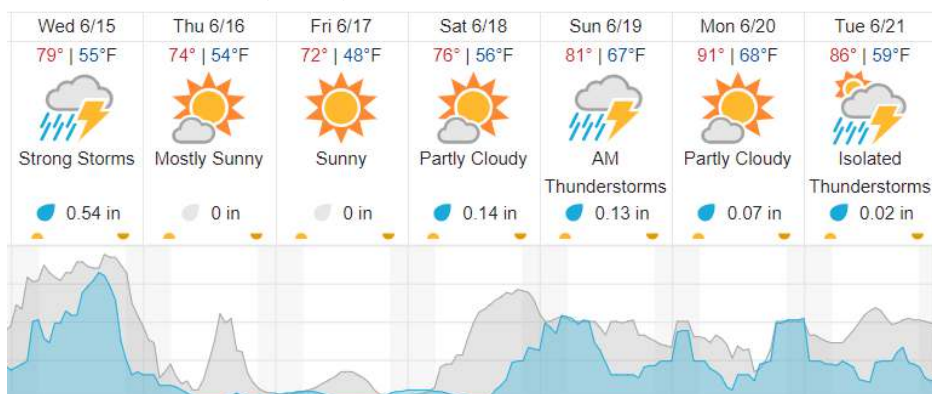 Wed 6/15 Thu 6/16 Fri 6/17 Sat 6/18 Sun 6/19 Mon 6/20 Tue 6/21
79° | 55°F 74° | 54°F 72° | 48°F 76° | 56°F 81° | 67°F 91° | 68°F 86° | 59°F
Strong Storms Mostly Sunny Sunny Partly Cloudy AM Partly Cloudy Isolated
Thunderstorms Thunderstorms
0.54 in 0 in 0 in 0.14 in 0.13 in 0.07 in 0.02 in